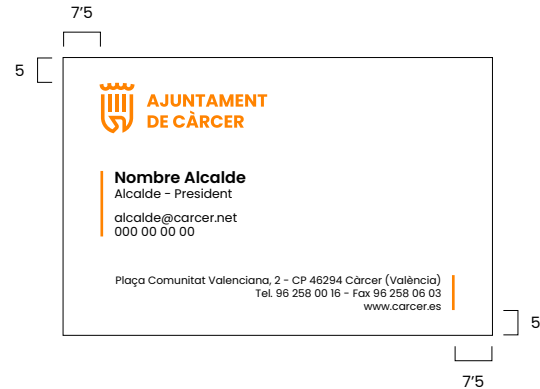 7’5
5
AJUNTAMENT
DE CÀRCER
Nombre Alcalde
Alcalde - President
alcalde@carcer.net
000 00 00 00
Plaça Comunitat Valenciana, 2 - CP 46294 Càrcer (València)
Tel. 96 258 00 16 - Fax 96 258 06 03
www.carcer.es
5
7’5